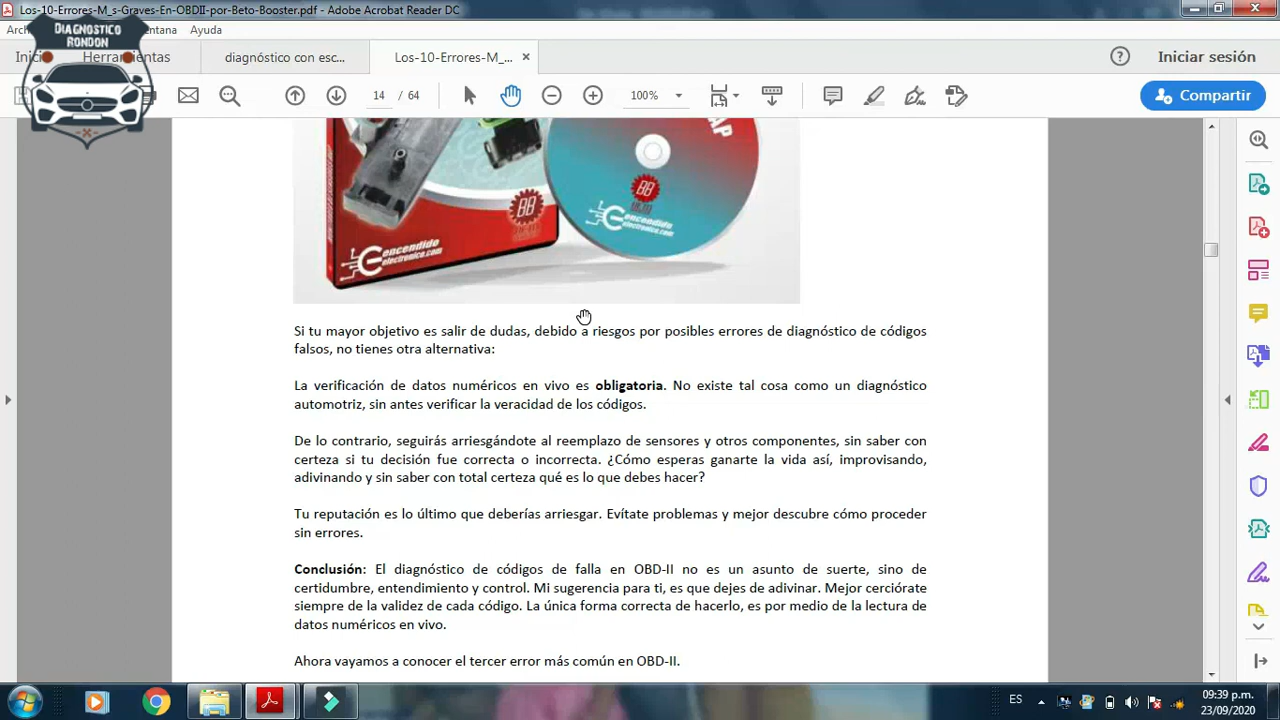 Los-10-Errores-M_s-Graves-En-OBDII-por-Beto-Booster.pdf - Adobe Acrobat Reader DC
DIAGNOSTICO
RONDON
Ayuda
Herramientas
diagnóstico con esc...
Los-10-Errores-M_...
Iniciar sesión
14 / 64
100%
Compartir
AP
BB
BB
encendido
electronico.com
encendido
electronico.com
Si tu mayor objetivo es salir de dudas, debido a riesgos por posibles errores de diagnóstico de códigos
falsos, no tienes otra alternativa:
La verificación de datos numéricos en vivo es obligatoria. No existe tal cosa como un diagnóstico
automotriz, sin antes verificar la veracidad de los códigos.
De lo contrario, seguirás arriesgándote al reemplazo de sensores y otros componentes, sin saber con
certeza si tu decisión fue correcta o incorrecta. ¿Cómo esperas ganarte la vida así, improvisando,
adivinando y sin saber con total certeza qué es lo que debes hacer?
Tu reputación es lo último que deberías arriesgar. Evítate problemas y mejor descubre cómo proceder
sin errores.
Conclusión: El diagnóstico de códigos de falla en OBD-II no es un asunto de suerte, sino de
certidumbre, entendimiento y control. Mi sugerencia para ti, es que dejes de adivinar. Mejor cerciórate
siempre de la validez de cada código. La única forma correcta de hacerlo, es por medio de la lectura de
datos numéricos en vivo.
Ahora vayamos a conocer el tercer error más común en OBD-II.
ES
09:39 p.m.
23/09/2020